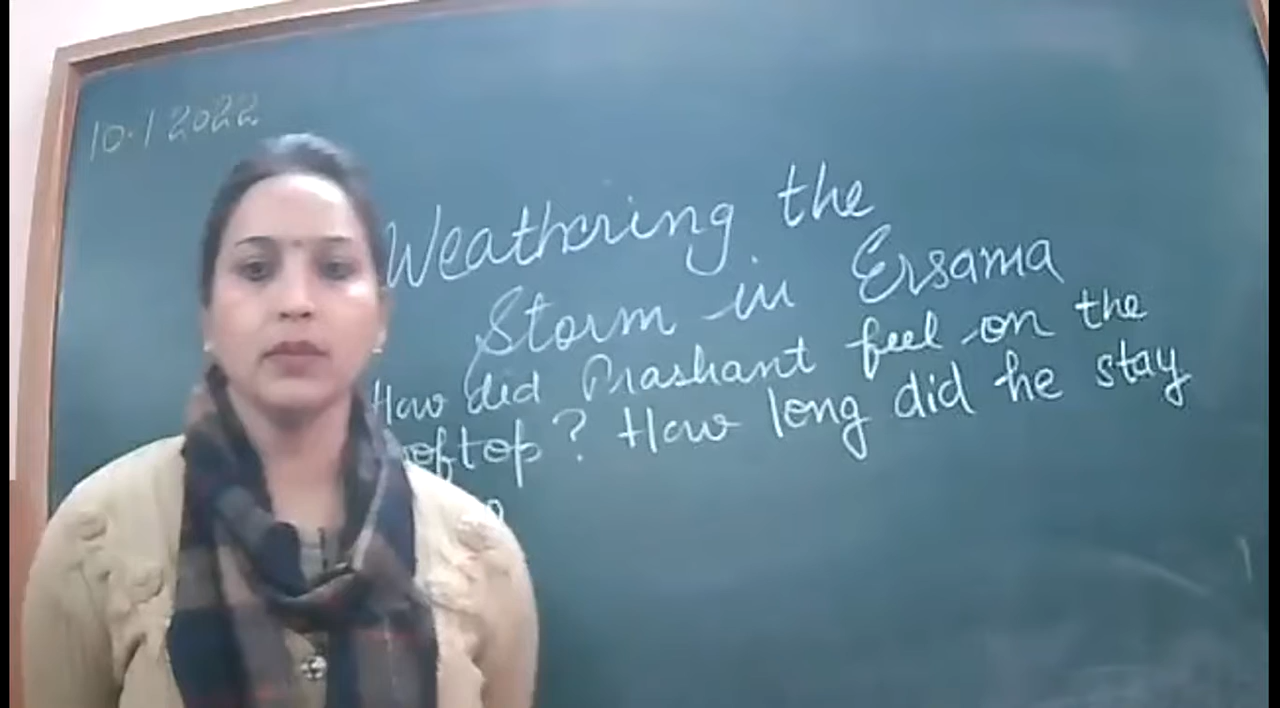 10.1 2022
Weathering the
Storm in Ersama
How did Prashant feel on the
ooftop? How long did he stay
?